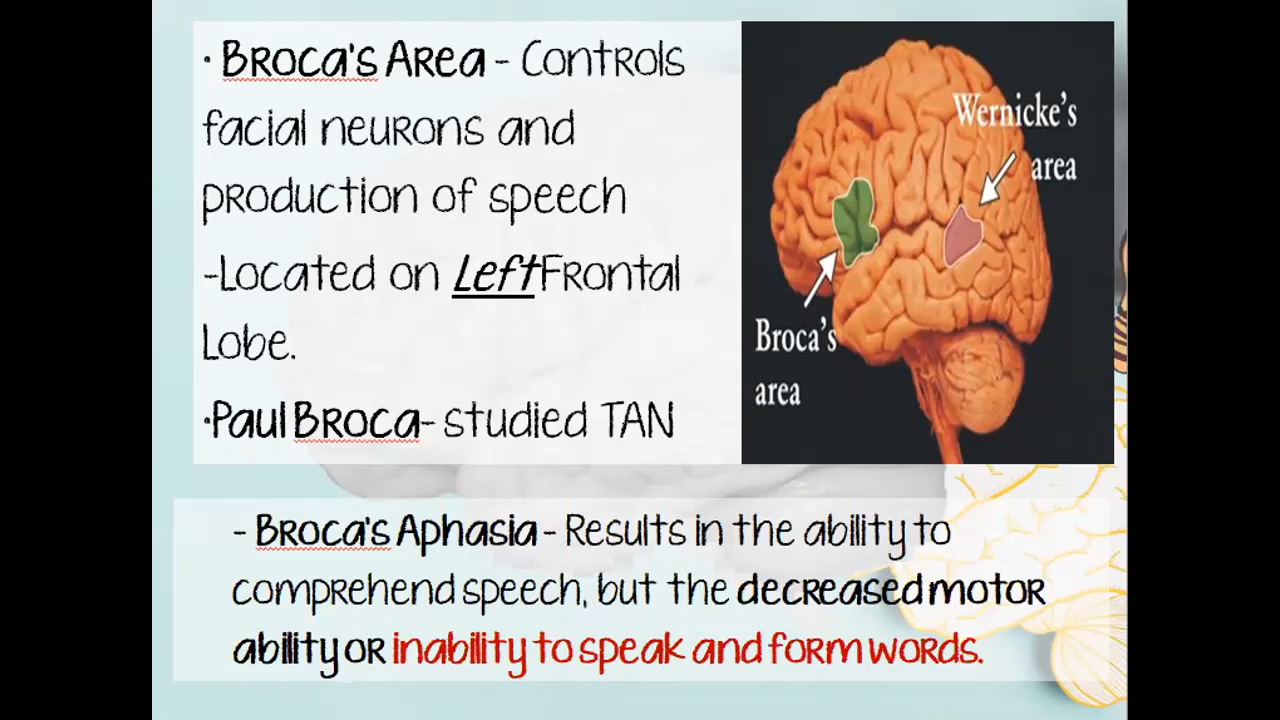 · Broca's Area - Controls
facial neurons and
production of speech
-Located on Left Frontal
Lobe.
·Paul Broca- studied TAN
Wernicke's
area
Broca's
area
- Broca's Aphasia- Results in the ability to
comprehend speech, but the decreased motor
ability or inability to speak and form words.